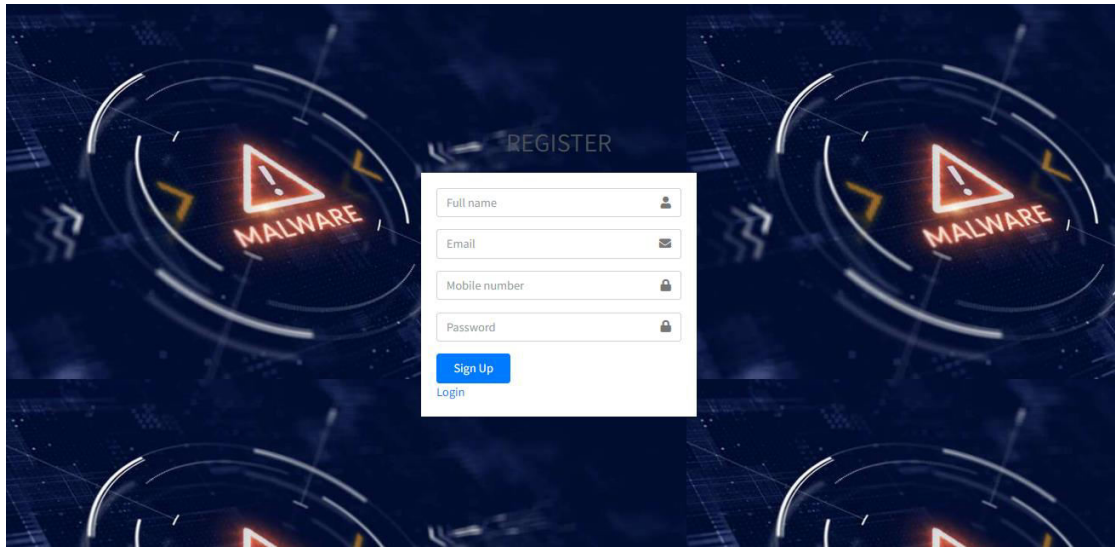 REGISTER
MALWARE
MALWARE
Full name
Email
Mobile number
Password
Sign Up
Login